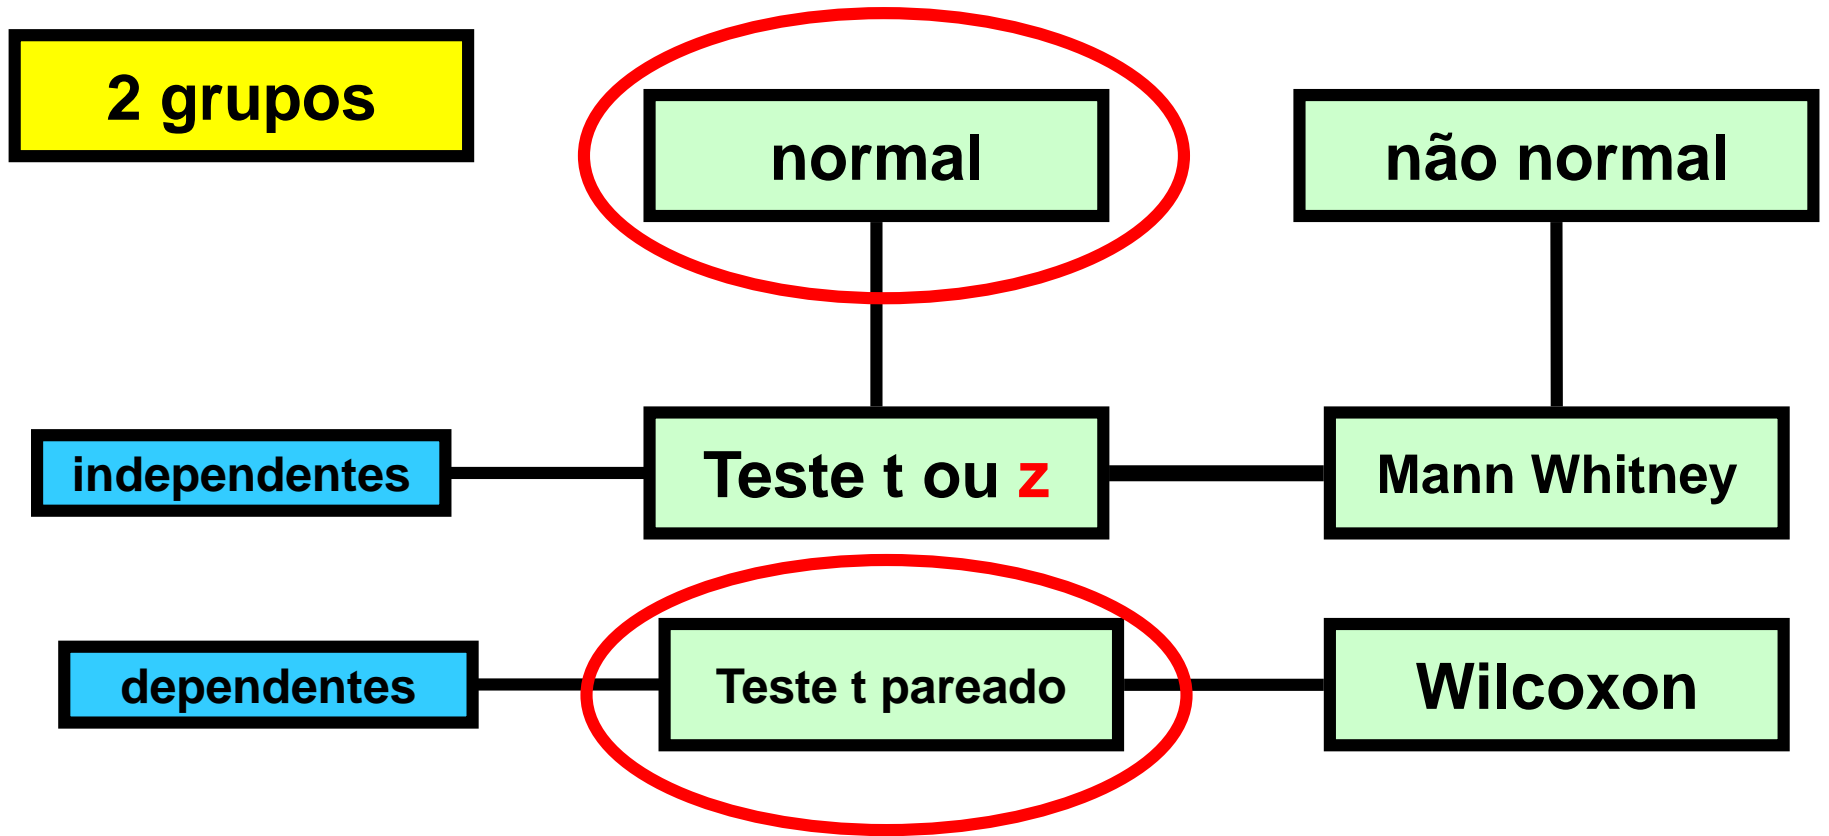 2 grupos
normal
não normal
independentes
Teste t ou z
Mann Whitney
dependentes
Teste t pareado
Wilcoxon